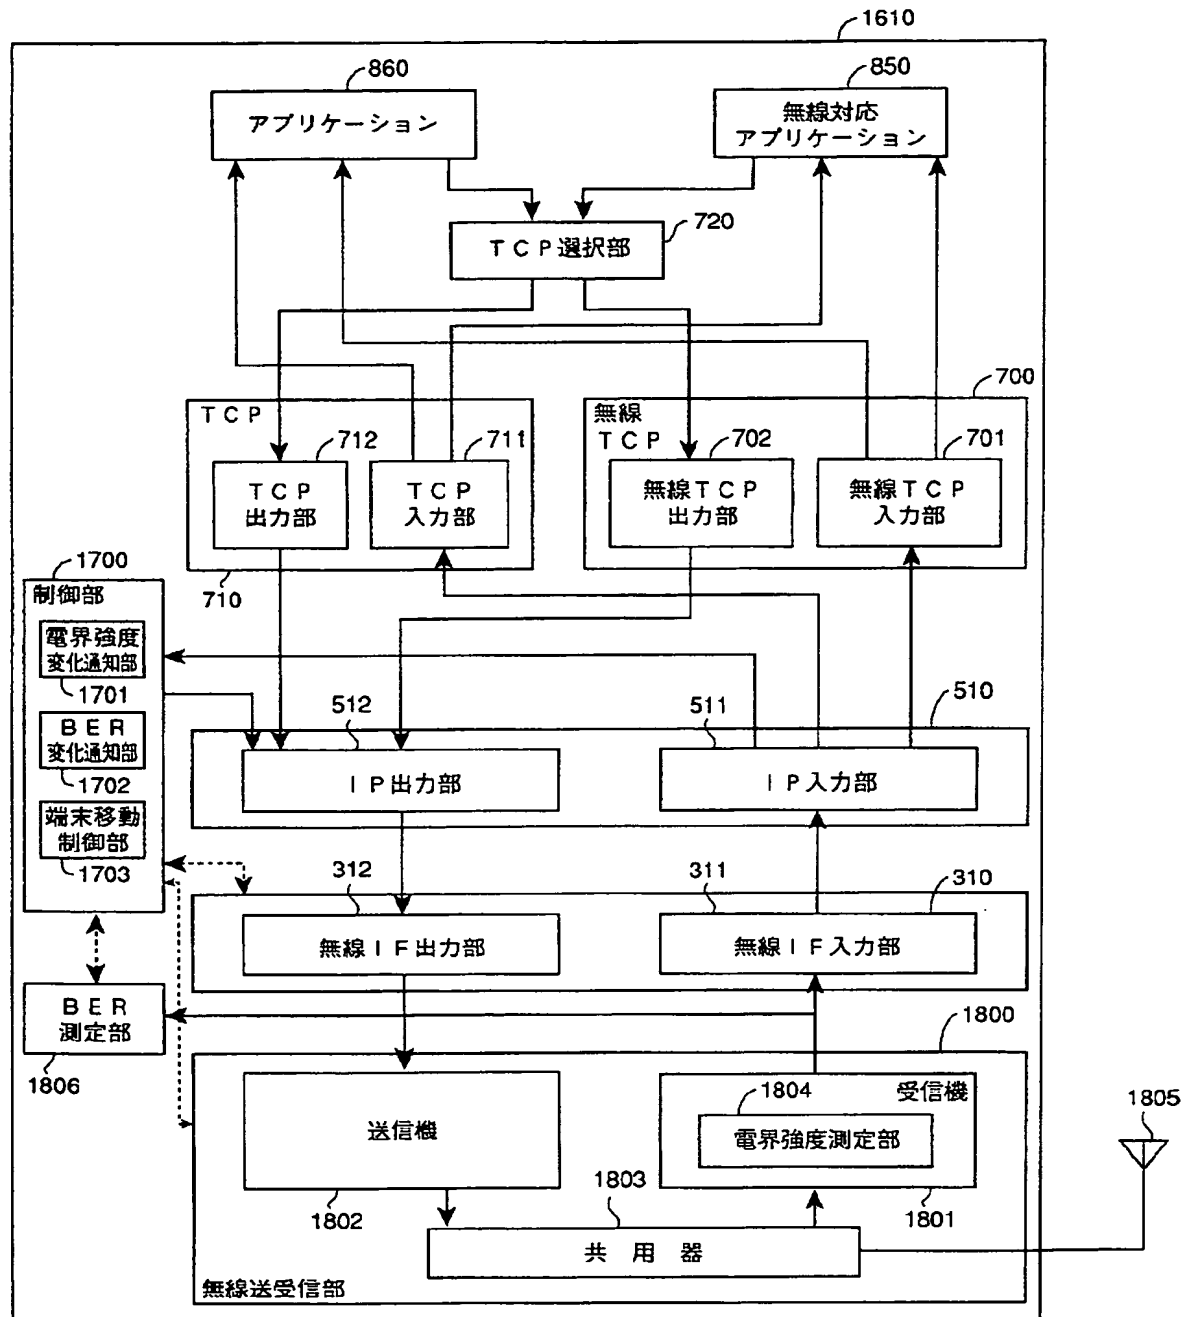 1610
860
850
アプリケーション
無線対応
アプリケーション
720
TCP選択部
700
TCP
無線
TCP
712
711
702
701
TCP
出力部
TCP
入力部
無線TCP
出力部
無線TCP
入力部
1700
710
制御部
電界強度
変化通知部
1701
BER
変化通知部
1702
端末移動
制御部
1703
512
511
510
IP出力部
IP入力部
312
311
310
無線IF出力部
無線IF入力部
BER
測定部
1806
1800
送信機
1802
受信機
1804
電界強度測定部
1801
1803
共用器
無線送受信部
1805